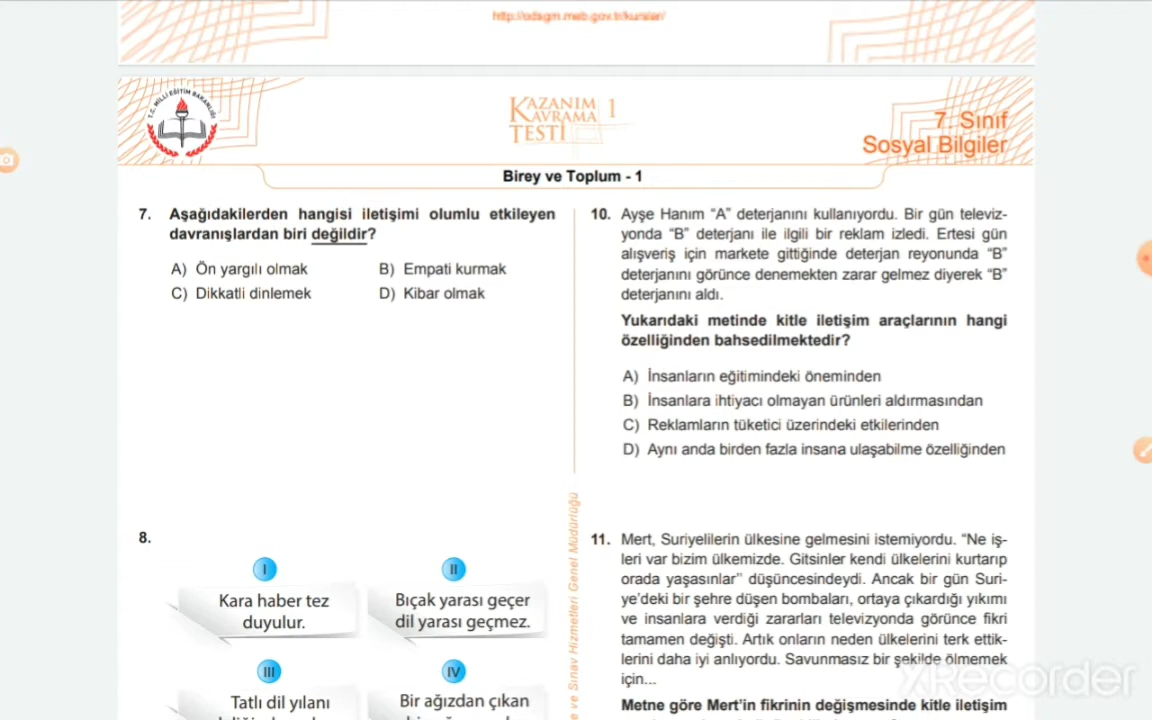 http://odsgm.meb.gov.tr/kurslar/
T.C. MİLLİ EĞİTİM BAKANLIĞI
KAZANIM
KAVRAMA
TESTİ
1
7. Sınıf
Sosyal Bilgiler
Birey ve Toplum - 1
7. Aşağıdakilerden hangisi iletişimi olumlu etkileyen
davranışlardan biri değildir?
A) Ön yargılı olmak
B) Empati kurmak
C) Dikkatli dinlemek
D) Kibar olmak
8.
I
Kara haber tez
duyulur.
II
Bıçak yarası geçer
dil yarası geçmez.
III
Tatlı dil yılanı
IV
Bir ağızdan çıkan
e ve Sınav Hizmetleri Genel Müdürlüğü
10. Ayşe Hanım “A” deterjanını kullanıyordu. Bir gün televiz-
yonda “B” deterjanı ile ilgili bir reklam izledi. Ertesi gün
alışveriş için markete gittiğinde deterjan reyonunda “B”
deterjanını görünce denemekten zarar gelmez diyerek “B”
deterjanını aldı.
Yukarıdaki metinde kitle iletişim araçlarının hangi
özelliğinden bahsedilmektedir?
A) İnsanların eğitimindeki öneminden
B) İnsanlara ihtiyacı olmayan ürünleri aldırmasından
C) Reklamların tüketici üzerindeki etkilerinden
D) Aynı anda birden fazla insana ulaşabilme özelliğinden
11. Mert, Suriyelilerin ülkesine gelmesini istemiyordu. “Ne iş-
leri var bizim ülkemizde. Gitsinler kendi ülkelerini kurtarıp
orada yaşasınlar” düşüncesindeydi. Ancak bir gün Suri-
ye’deki bir şehre düşen bombaları, ortaya çıkardığı yıkımı
ve insanlara verdiği zararları televizyonda görünce fikri
tamamen değişti. Artık onların neden ülkelerini terk ettik-
lerini daha iyi anlıyordu. Savunmasız bir şekilde ölmemek
için...
Metne göre Mert’in fikrinin değişmesinde kitle iletişim
XRecorder